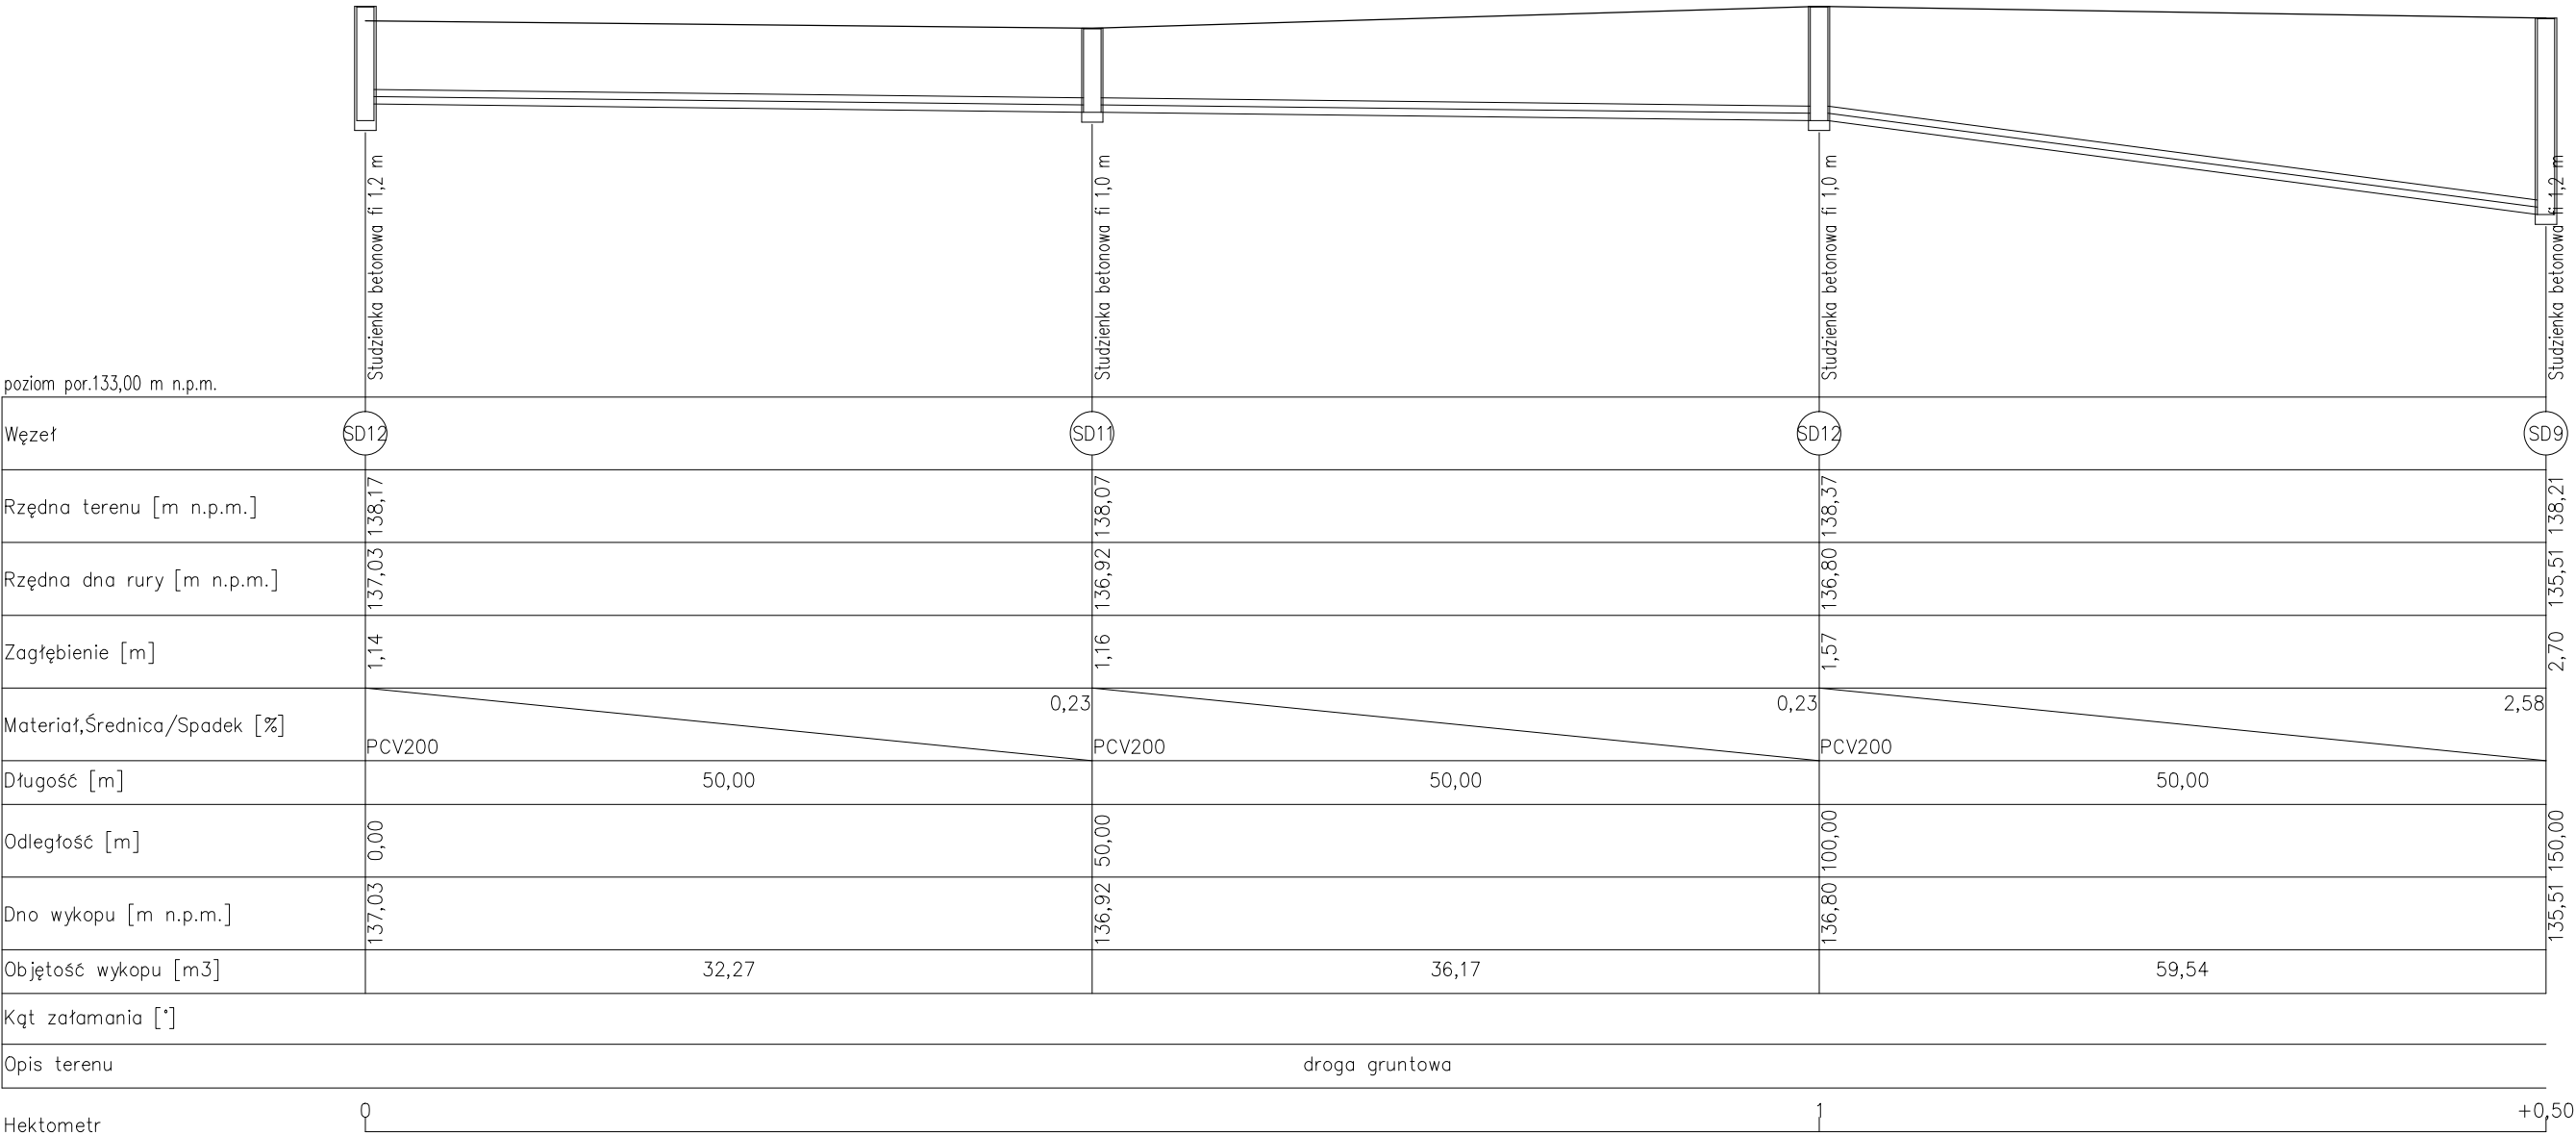 Studzienka betonowa fi 1,2 m
Studzienka betonowa fi 1,0 m
Studzienka betonowa fi 1,0 m
Studzienka betonowa fi 1,2 m
poziom por.133,00 m n.p.m.
Węzeł SD12 SD11 SD12 SD9
Rzędna terenu [m n.p.m.] 138,17 138,07 138,37 138,21
Rzędna dna rury [m n.p.m.] 137,03 136,92 136,80 135,51
Zagłębienie [m] 1,14 1,16 1,57 2,70
0,23 0,23 2,58
Materiał,Średnica/Spadek [%]
PCV200 PCV200 PCV200
Długość [m] 50,00 50,00 50,00
Odległość [m] 0,00 50,00 100,00 150,00
Dno wykopu [m n.p.m.] 137,03 136,92 136,80 135,51
Objętość wykopu [m3] 32,27 36,17 59,54
Kąt załamania [°]
Opis terenu droga gruntowa
Hektometr 0 1 +0,50